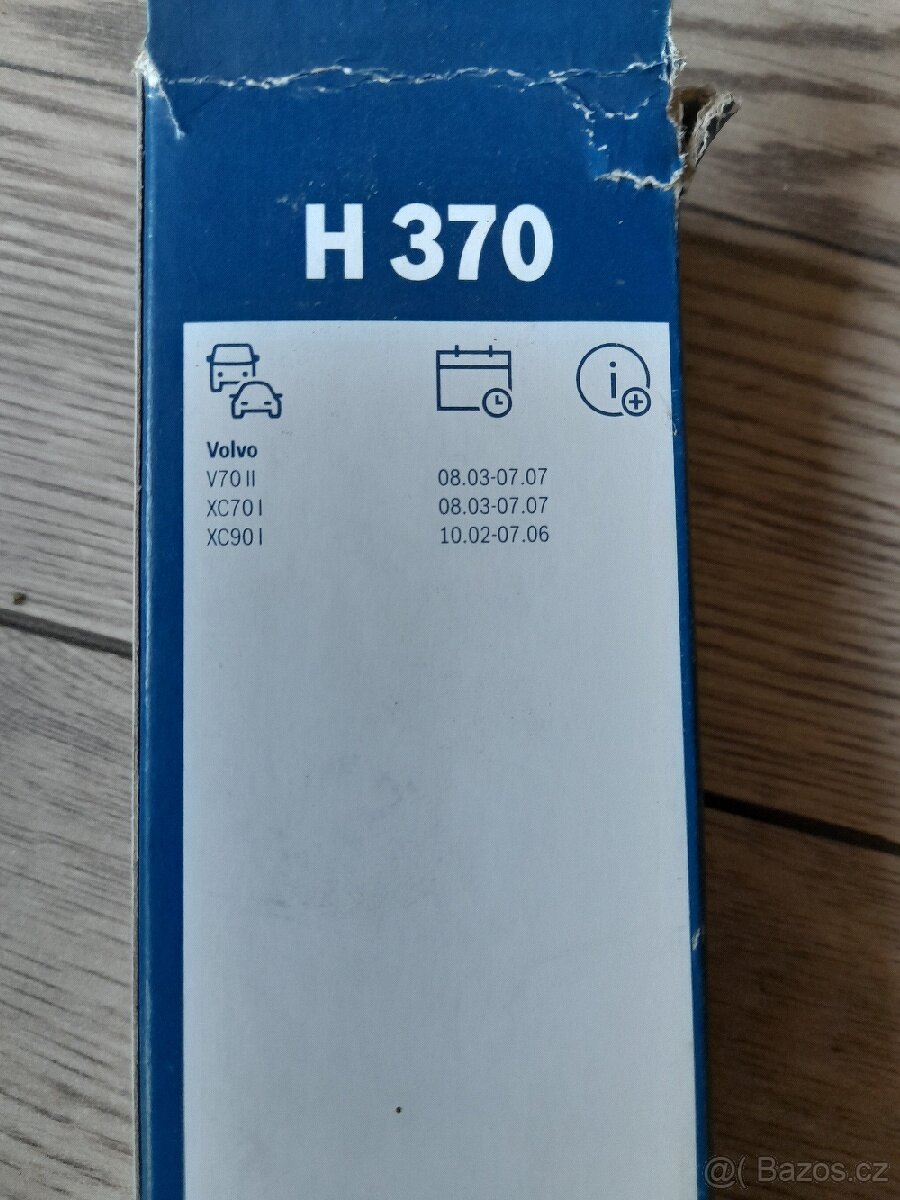 H 370
Volvo
V70 II 08.03-07.07
XC70 I 08.03-07.07
XC90 I 10.02-07.06
@( Bazos.cz